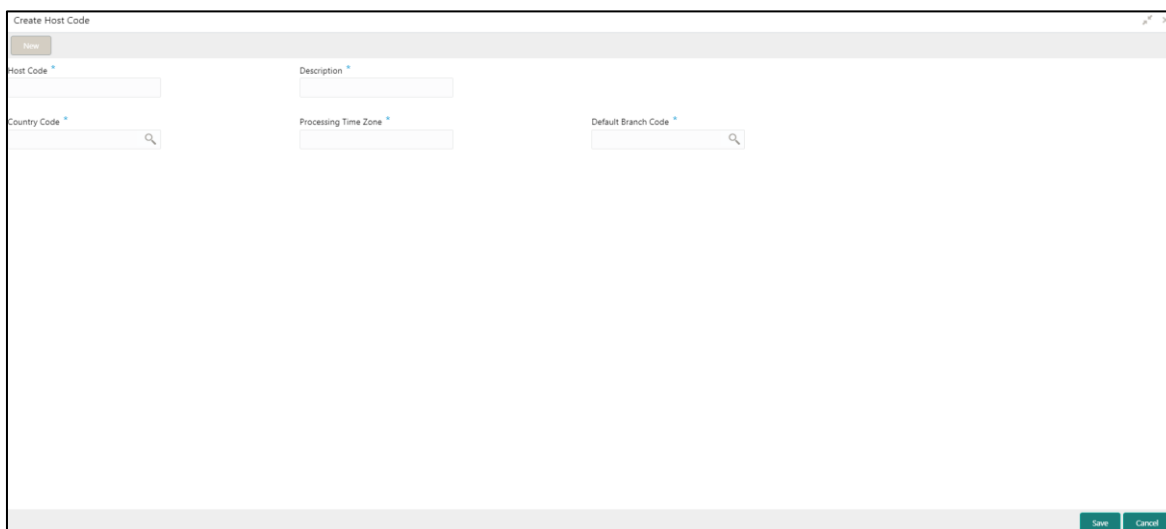 Create Host Code
New
Host Code *
Description *
Country Code *
Processing Time Zone *
Default Branch Code *
Save
Cancel